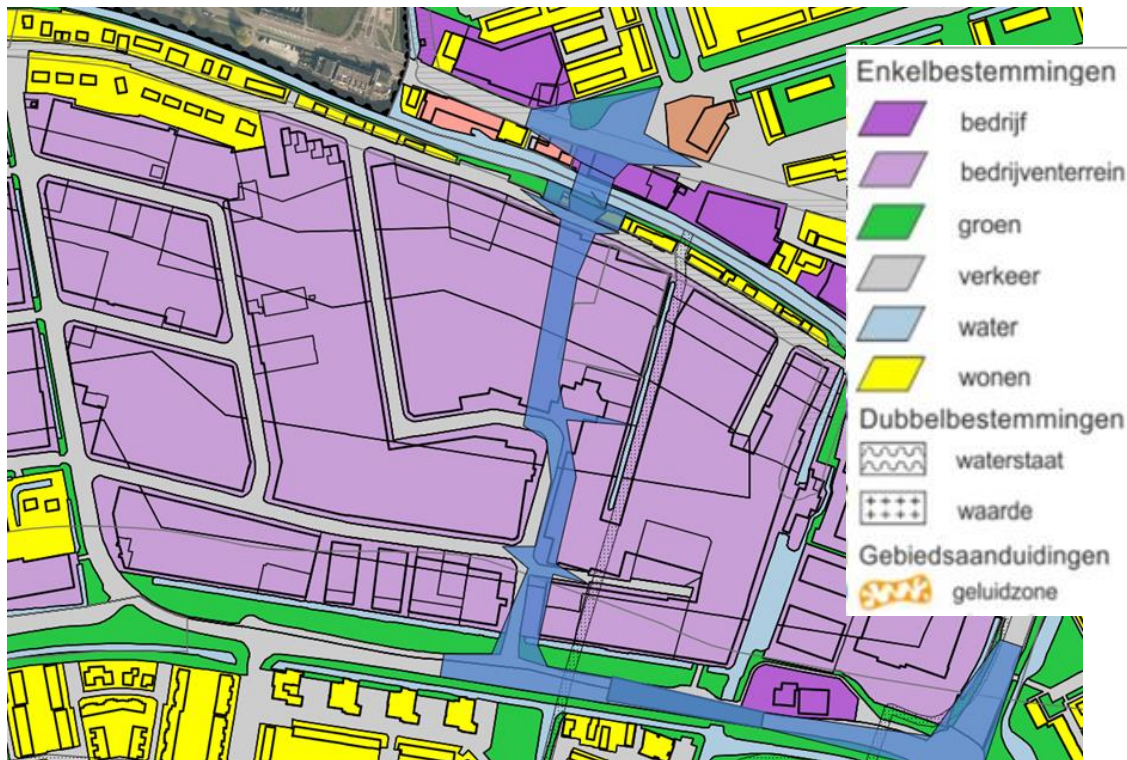 Enkelbestemmingen
bedrijf
bedrijventerrein
groen
verkeer
water
wonen
Dubbelbestemmingen
waterstaat
waarde
Gebiedsaanduidingen
geluidzone